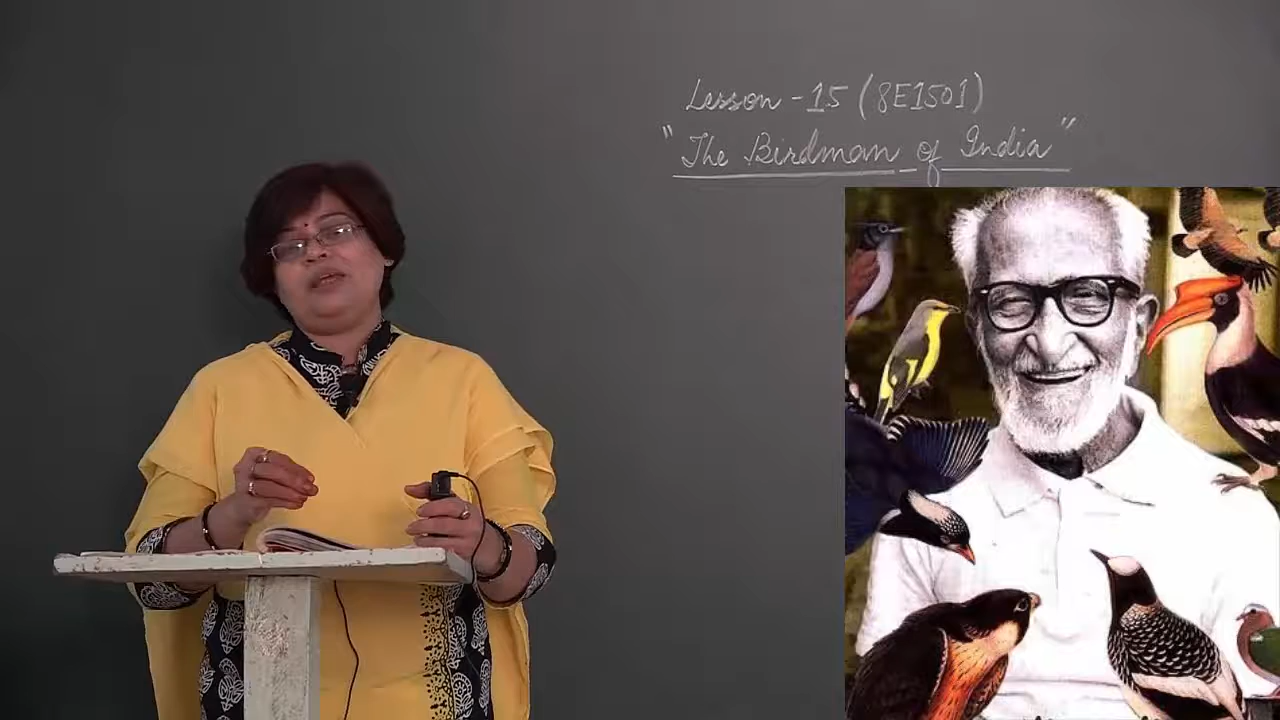 Lesson - 15 (8E1501)
"The Birdman of India"